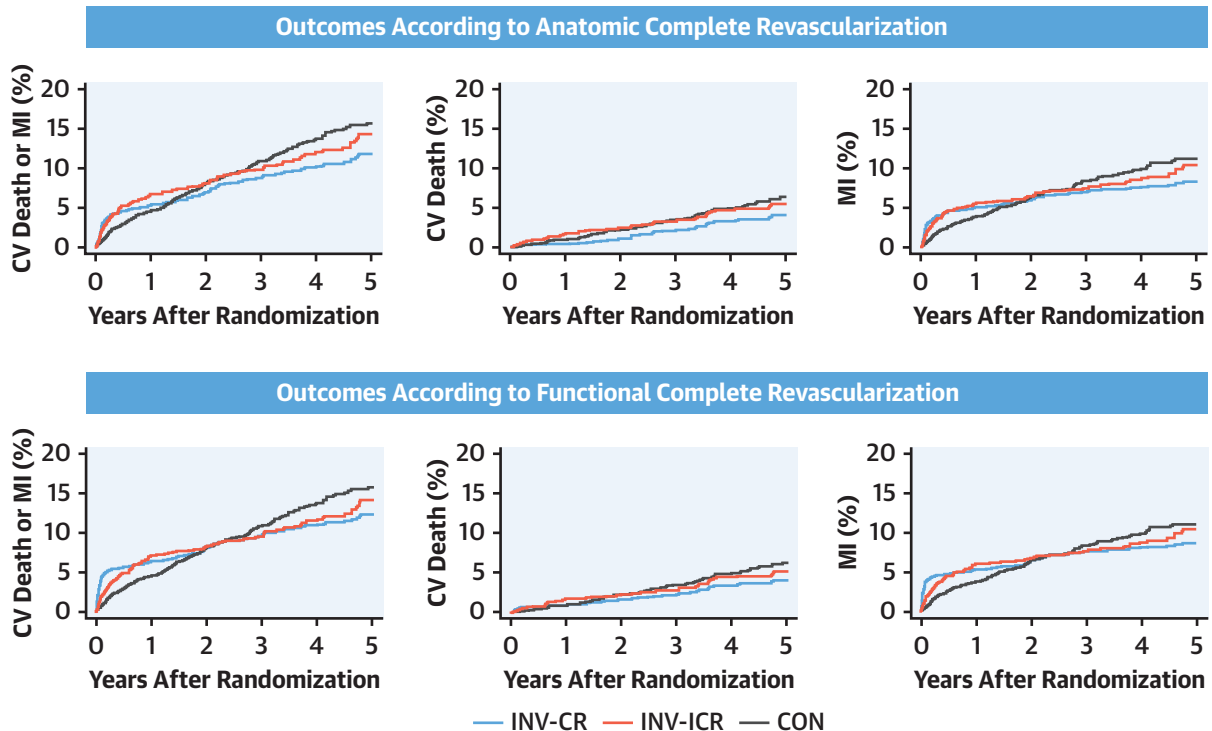 Outcomes According to Anatomic Complete Revascularization
CV Death or MI (%)
20
15
10
5
0
0 1 2 3 4 5
Years After Randomization
CV Death (%)
20
15
10
5
0
0 1 2 3 4 5
Years After Randomization
MI (%)
20
15
10
5
0
0 1 2 3 4 5
Years After Randomization
Outcomes According to Functional Complete Revascularization
CV Death or MI (%)
20
15
10
5
0
0 1 2 3 4 5
Years After Randomization
CV Death (%)
20
15
10
5
0
0 1 2 3 4 5
Years After Randomization
MI (%)
20
15
10
5
0
0 1 2 3 4 5
Years After Randomization
INV-CR INV-ICR CON